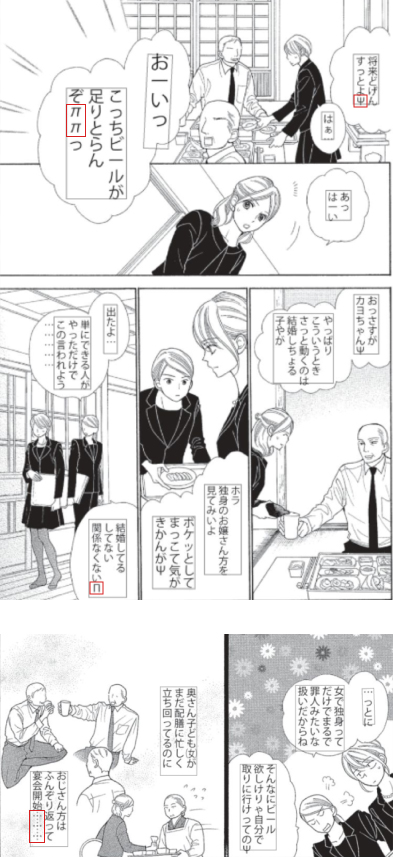 将来どげん
すっとよΨ
はぁ…
おーいっ
こっちビールが
足りとらん
ぞππっ
あっ
はーい
おっさすが
カヨちゃんΨ
やっぱり
こういうとき
さっと動くのは
結婚しちょる
子やが
ホラ
独身のお嬢さん方を
見てみいよ
ポケッとして
まっこて気が
きかんがΨ
出たよ…
単にできる人が
やっただけで
この言われよう
…………
結婚してる
してない
関係なくない∏
…っとに
女で独身って
だけでまるで
罪人みたいな
扱いだからね
そんなにビール
欲しけりゃ自分で
取りに行けってのΨ
奥さん子ども女が
まだ配膳に忙しく
立ち回ってるのに
おじさん方は
ふんぞり返って
宴会開始…………